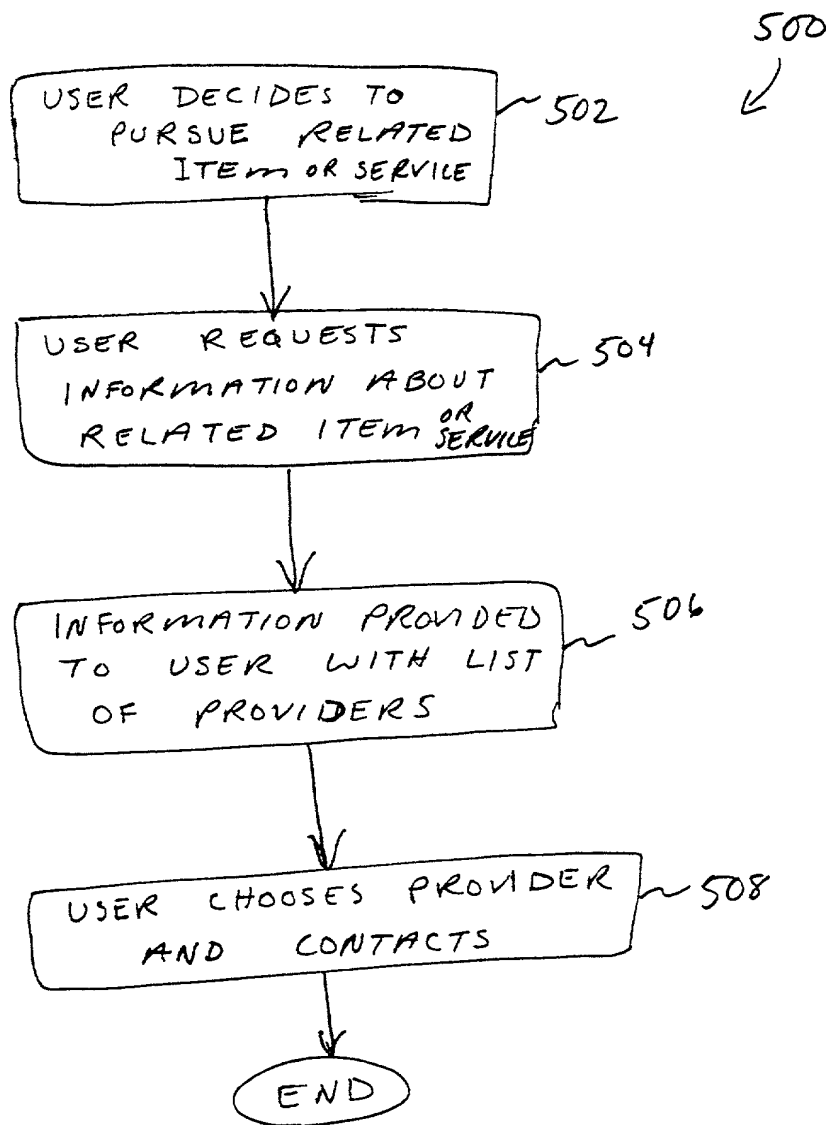 500
USER DECIDES TO
PURSUE RELATED
ITEM OR SERVICE
502
USER REQUESTS
INFORMATION ABOUT
RELATED ITEM OR SERVICE
504
INFORMATION PROVIDED
TO USER WITH LIST
OF PROVIDERS
506
USER CHOOSES PROVIDER
AND CONTACTS
508
END